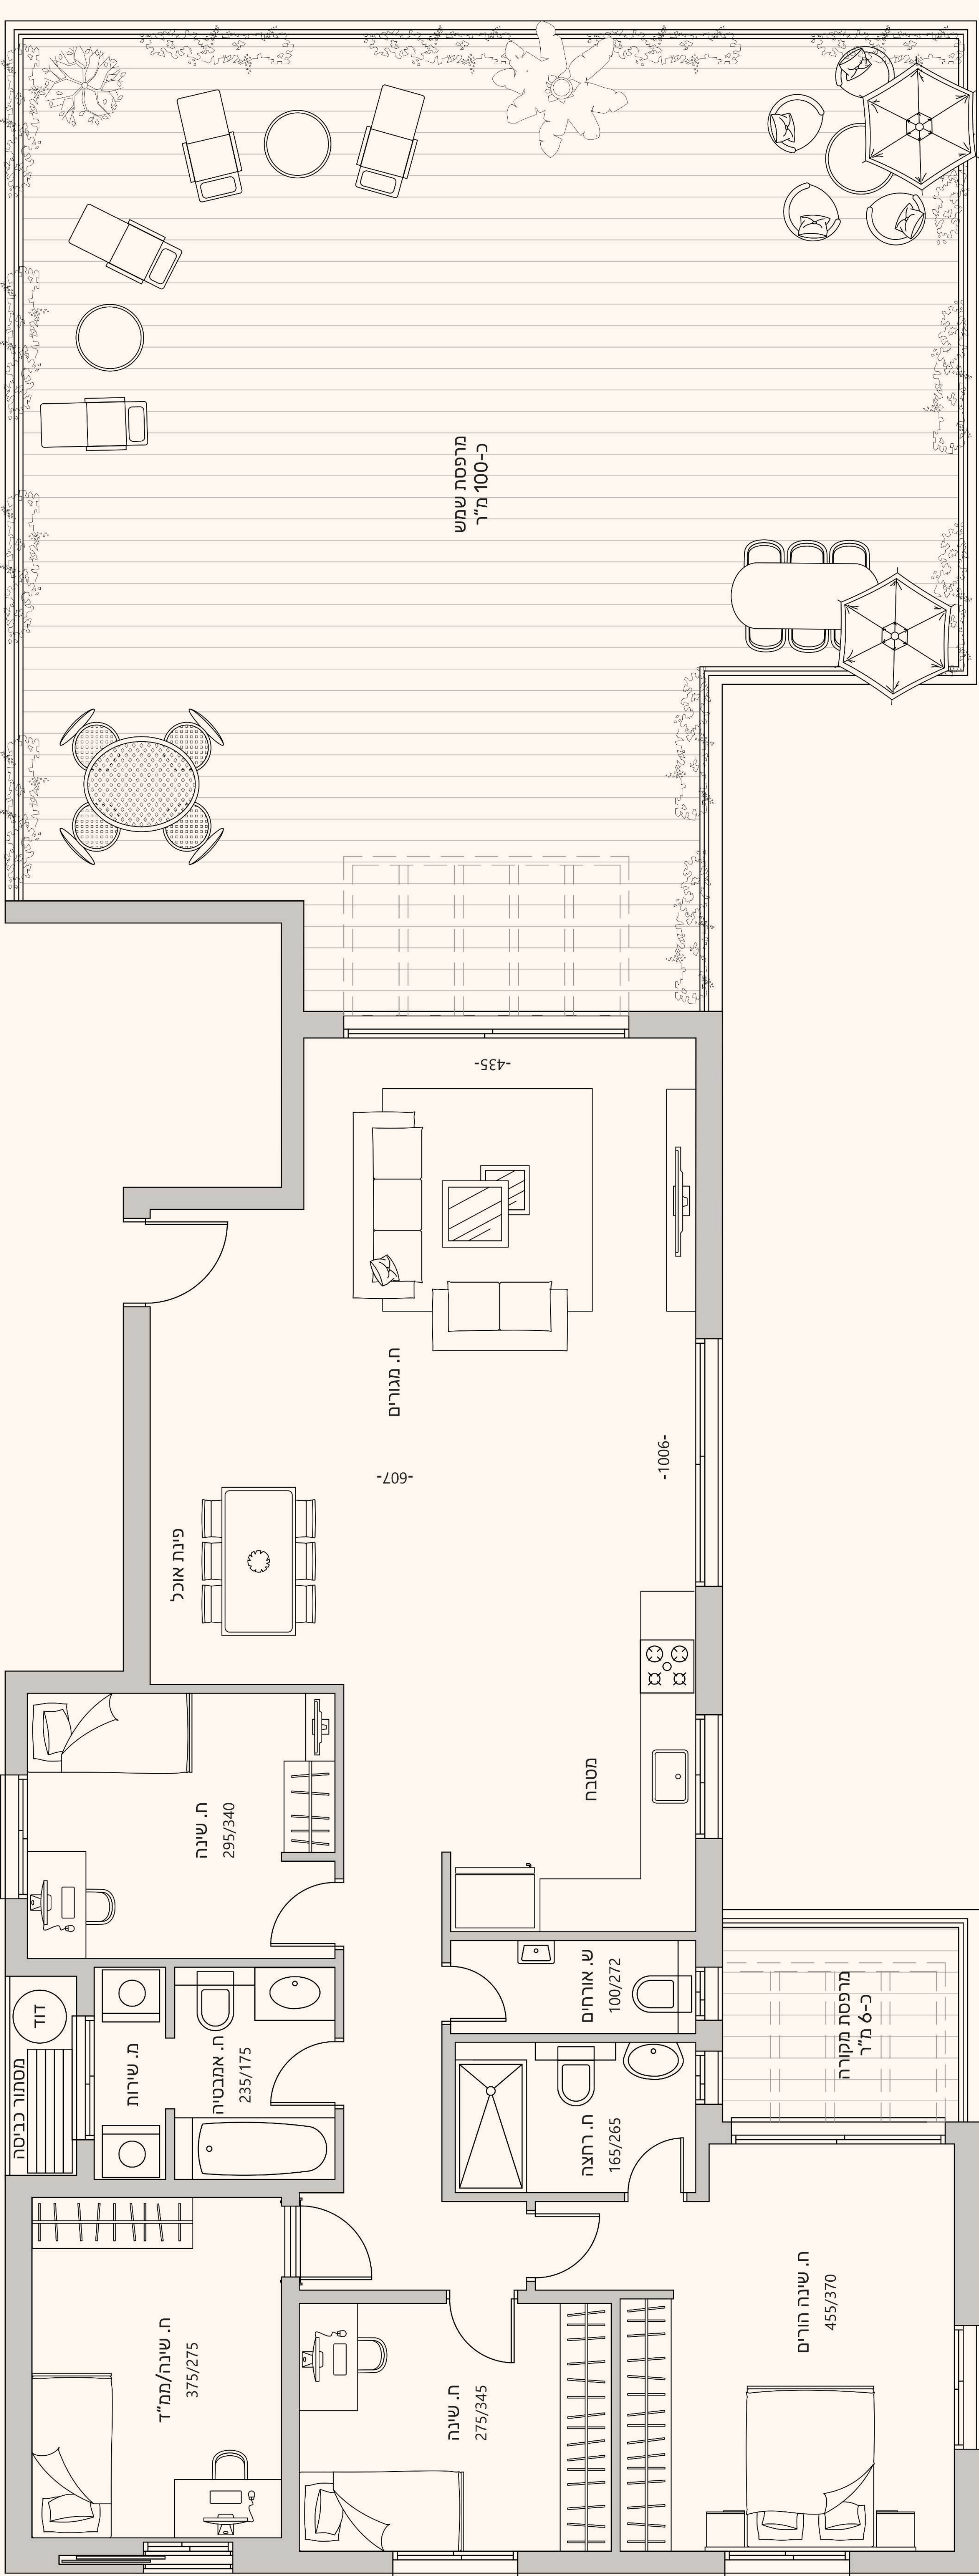 מרפסת שמש
כ-100 מ"ר
-435-
ח. מגורים
-607-
-1006-
פינת אוכל
מטבח
ח. שינה
295/340
ש. אורחים
100/272
מרפסת מקורה
כ-6 מ"ר
דוד
מסתור כביסה
מ. שירות
ח. אמבטיה
235/175
ח. רחצה
165/265
ח. שינה הורים
455/370
ח. שינה/ממ"ד
375/275
ח. שינה
275/345